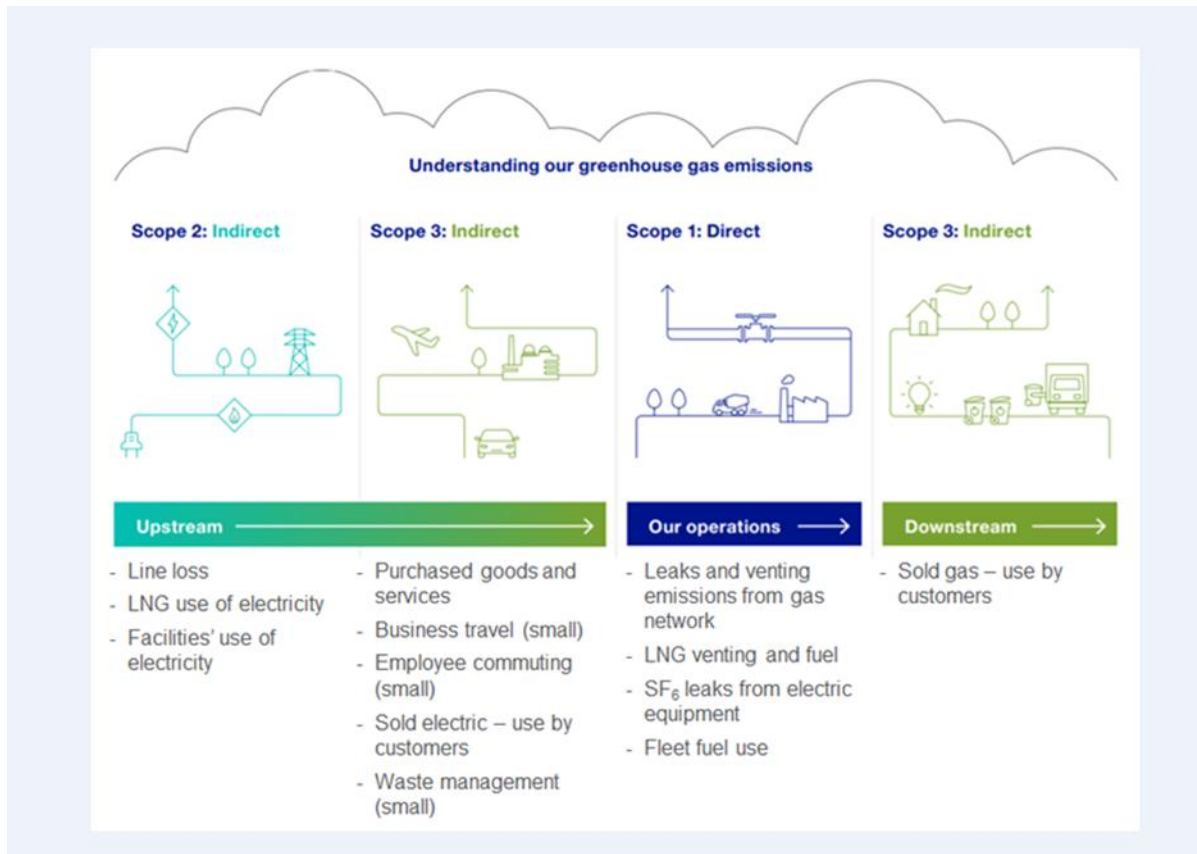 Understanding our greenhouse gas emissions
Scope 2: Indirect
Scope 3: Indirect
Scope 1: Direct
Scope 3: Indirect
Upstream
Our operations
Downstream
- Line loss
- LNG use of electricity
- Facilities' use of
electricity
- Purchased goods and
services
- Business travel (small)
- Employee commuting
(small)
- Sold electric – use by
customers
- Waste management
(small)
- Leaks and venting
emissions from gas
network
- LNG venting and fuel
- SF₆ leaks from electric
equipment
- Fleet fuel use
- Sold gas – use by
customers